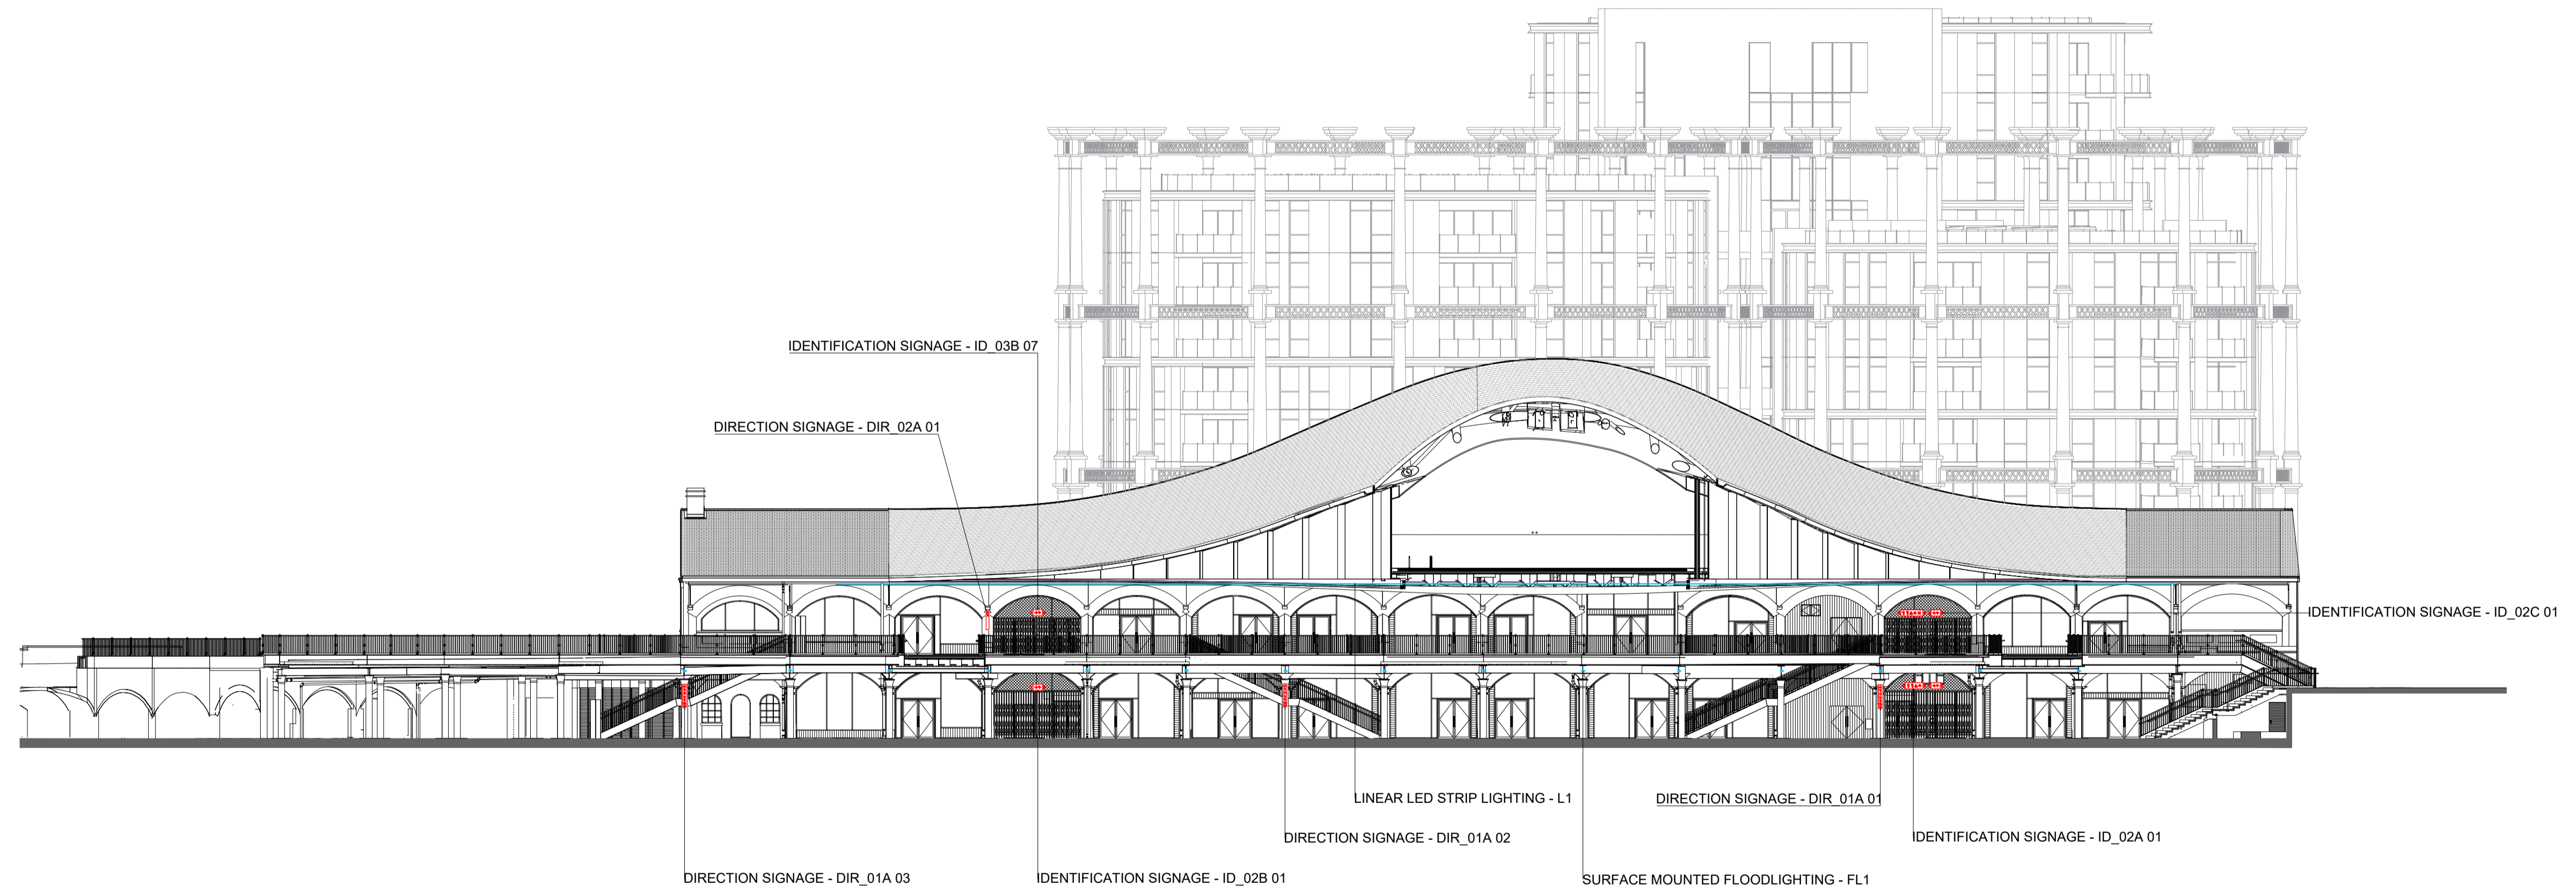 IDENTIFICATION SIGNAGE - ID_03B 07
DIRECTION SIGNAGE - DIR_02A 01
IDENTIFICATION SIGNAGE - ID_02C 01
LINEAR LED STRIP LIGHTING - L1
DIRECTION SIGNAGE - DIR_01A 01
DIRECTION SIGNAGE - DIR_01A 02
IDENTIFICATION SIGNAGE - ID_02A 01
DIRECTION SIGNAGE - DIR_01A 03
IDENTIFICATION SIGNAGE - ID_02B 01
SURFACE MOUNTED FLOODLIGHTING - FL1